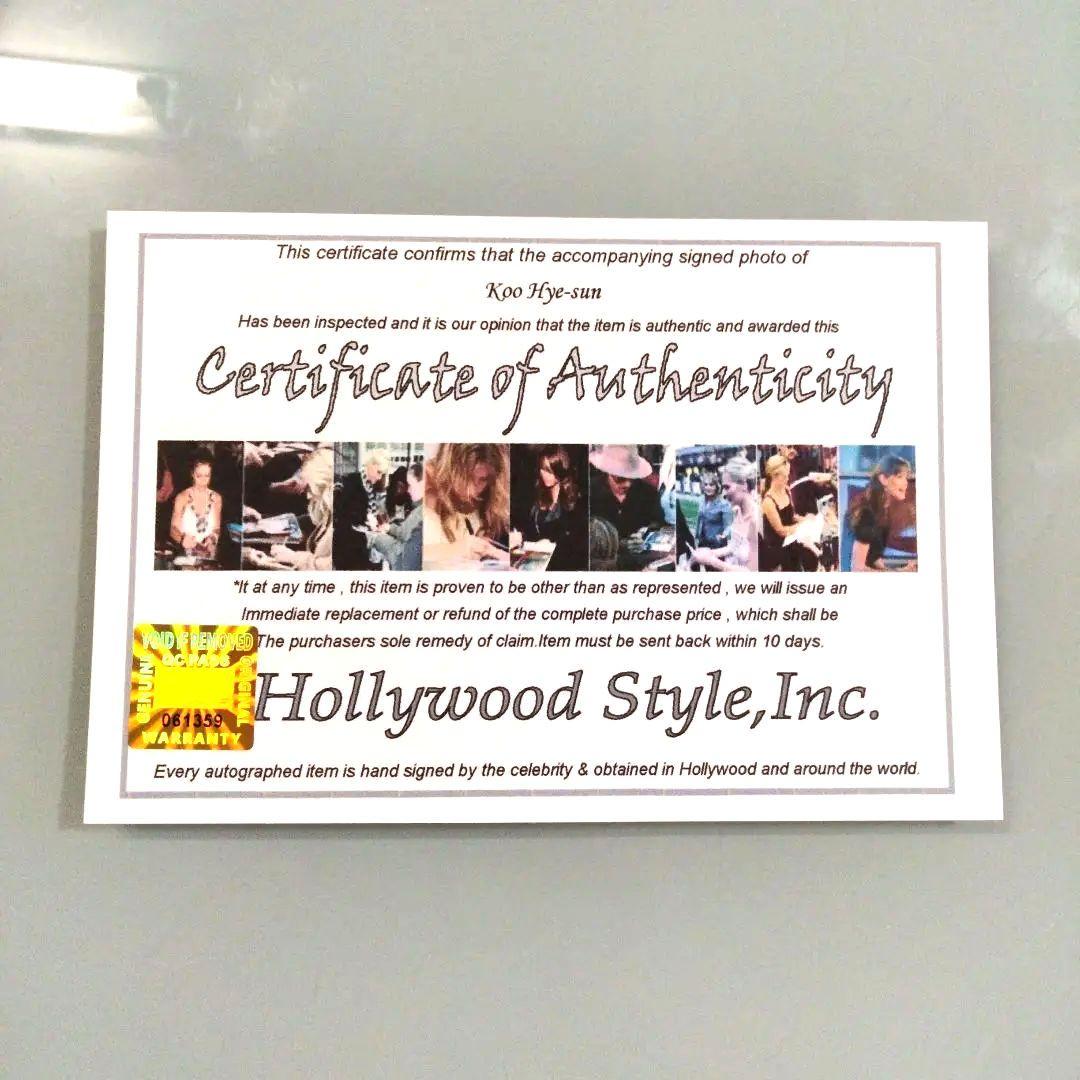 This certificate confirms that the accompanying signed photo of
Koo Hye-sun
Has been inspected and it is our opinion that the item is authentic and awarded this
Certificate of Authenticity
*It at any time , this item is proven to be other than as represented , we will issue an
Immediate replacement or refund of the complete purchase price , which shall be
The purchasers sole remedy of claim.Item must be sent back within 10 days.
VOID IF REMOVED
QC PASS
GENUINE
ORIGINAL
061359
WARRANTY
Hollywood Style,Inc.
Every autographed item is hand signed by the celebrity & obtained in Hollywood and around the world.